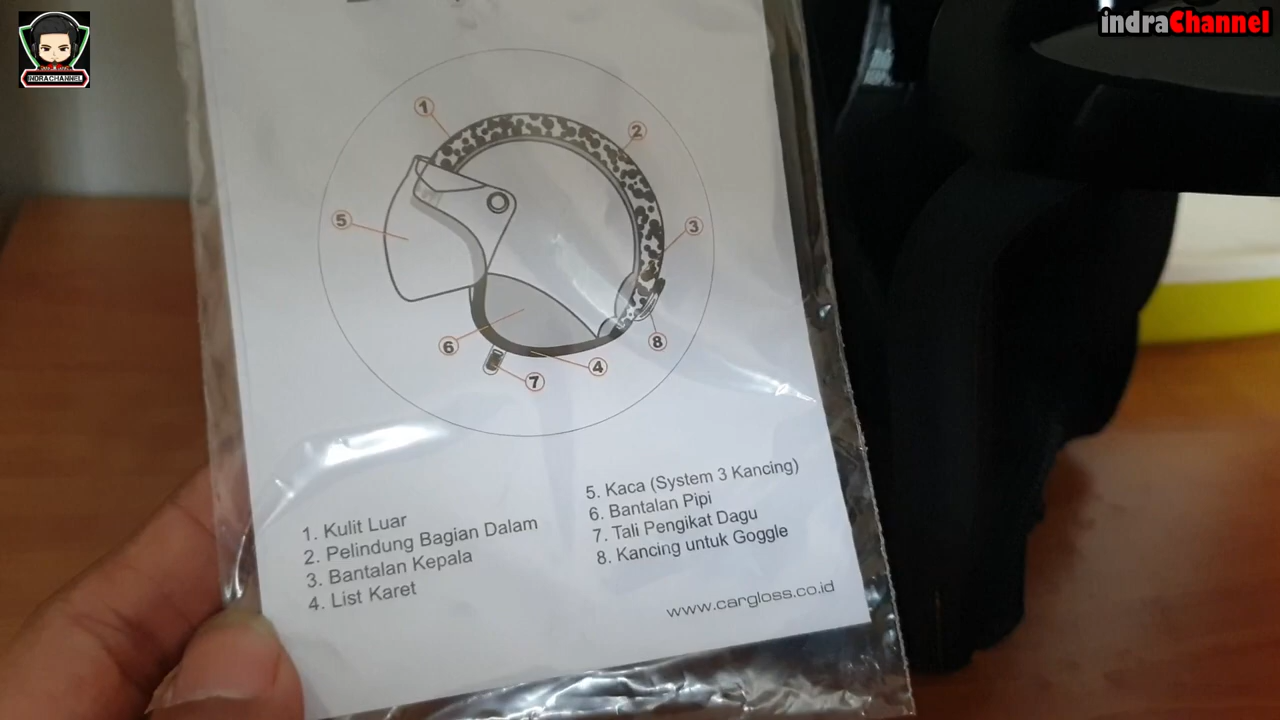 INDRA CHANNEL
indraChannel
1
2
3
4
5
6
7
8
1. Kulit Luar
2. Pelindung Bagian Dalam
3. Bantalan Kepala
4. List Karet
5. Kaca (System 3 Kancing)
6. Bantalan Pipi
7. Tali Pengikat Dagu
8. Kancing untuk Goggle
www.cargloss.co.id